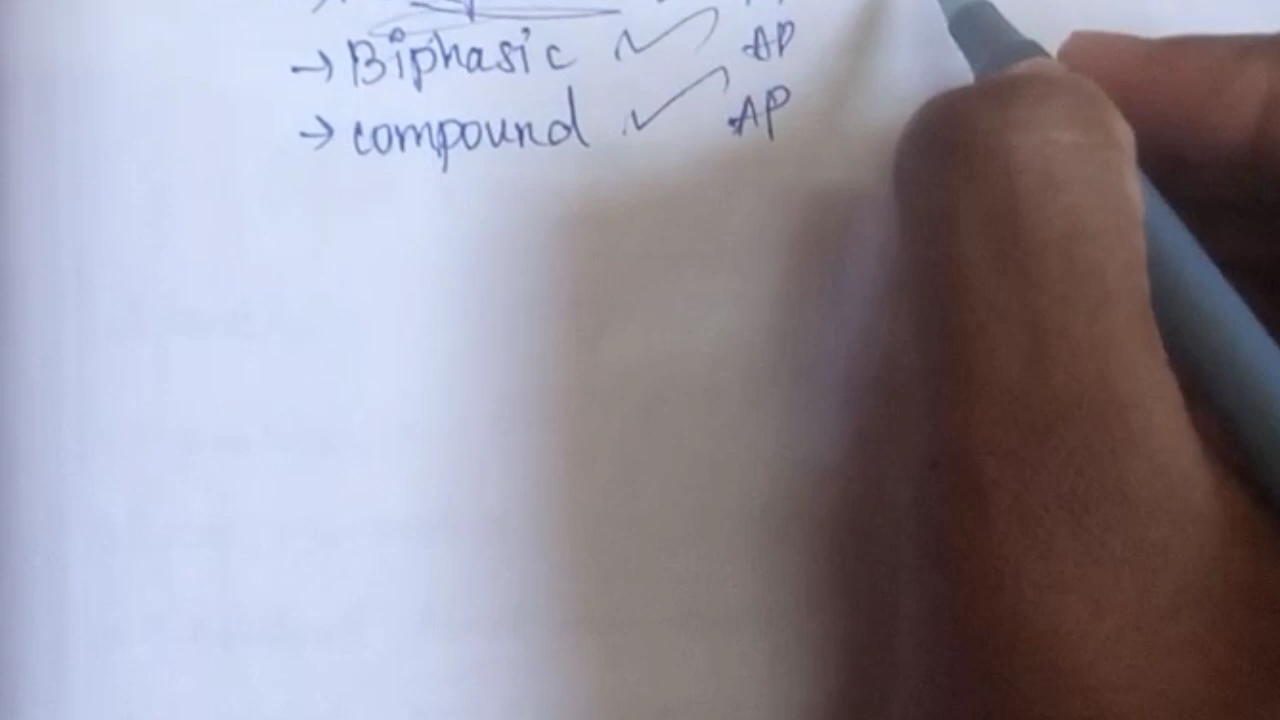 → Biphasic ✓ AP
→ compound ✓ AP